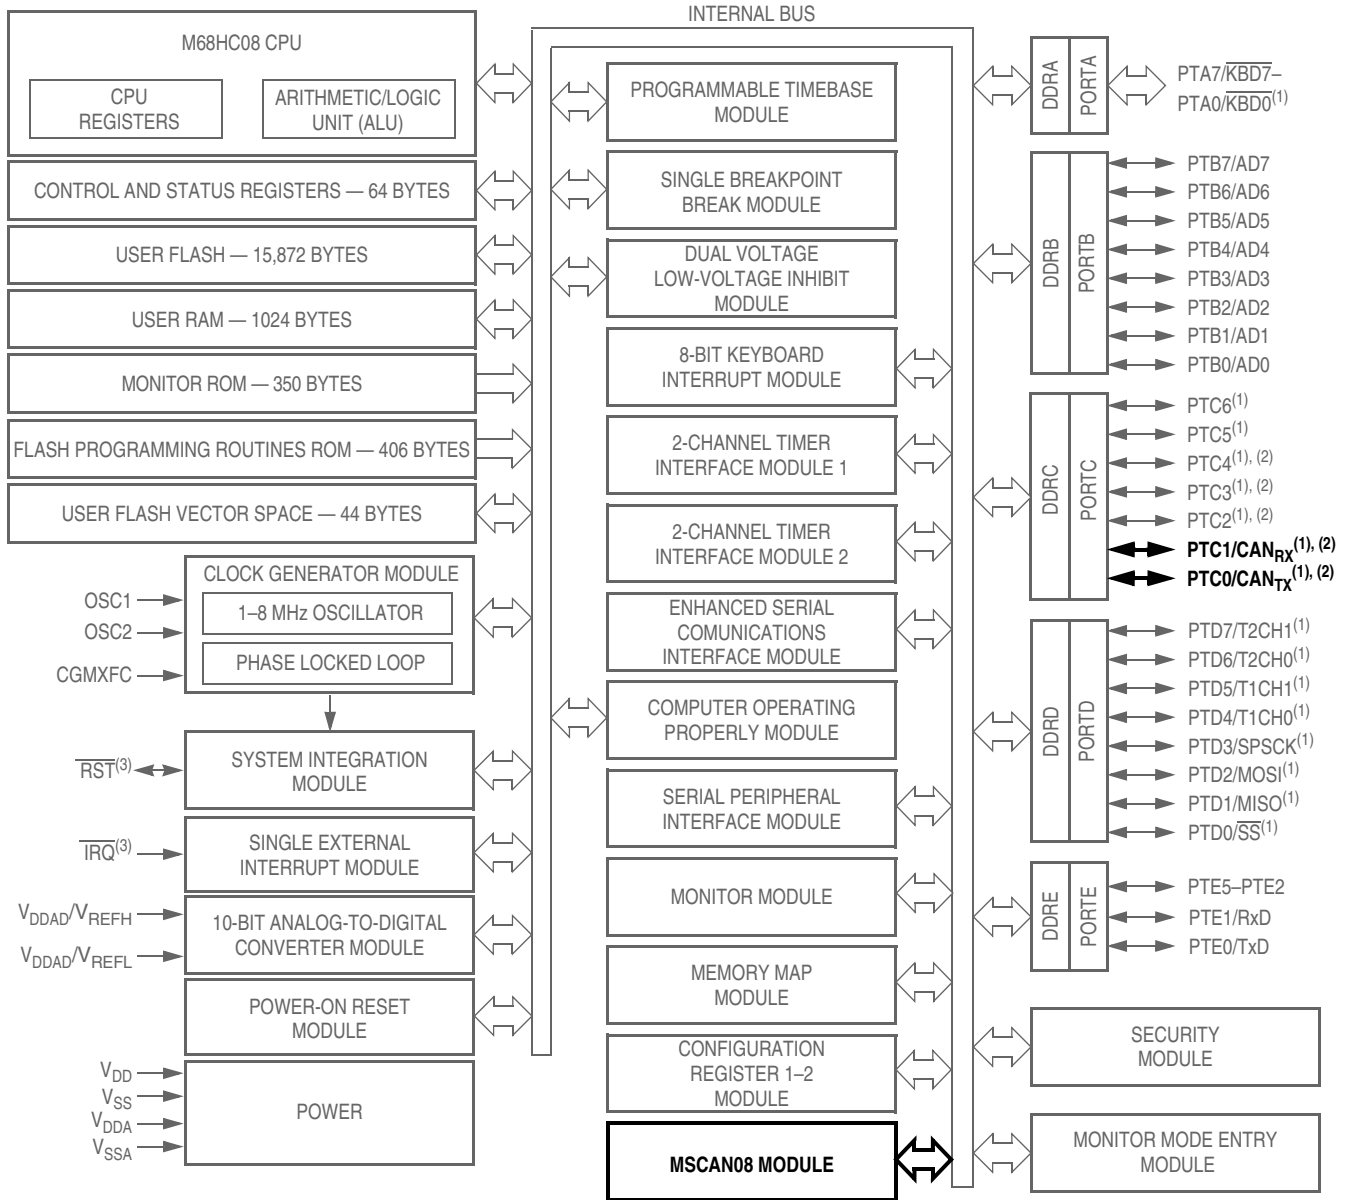 INTERNAL BUS
M68HC08 CPU
CPU
REGISTERS
ARITHMETIC/LOGIC
UNIT (ALU)
CONTROL AND STATUS REGISTERS — 64 BYTES
USER FLASH — 15,872 BYTES
USER RAM — 1024 BYTES
MONITOR ROM — 350 BYTES
FLASH PROGRAMMING ROUTINES ROM — 406 BYTES
USER FLASH VECTOR SPACE — 44 BYTES
CLOCK GENERATOR MODULE
1–8 MHz OSCILLATOR
PHASE LOCKED LOOP
OSC1
OSC2
CGMXFC
SYSTEM INTEGRATION
MODULE
RST(3)
SINGLE EXTERNAL
INTERRUPT MODULE
IRQ(3)
10-BIT ANALOG-TO-DIGITAL
CONVERTER MODULE
VDDAD/VREFH
VDDAD/VREFL
POWER-ON RESET
MODULE
POWER
VDD
VSS
VDDA
VSSA
PROGRAMMABLE TIMEBASE
MODULE
SINGLE BREAKPOINT
BREAK MODULE
DUAL VOLTAGE
LOW-VOLTAGE INHIBIT
MODULE
8-BIT KEYBOARD
INTERRUPT MODULE
2-CHANNEL TIMER
INTERFACE MODULE 1
2-CHANNEL TIMER
INTERFACE MODULE 2
ENHANCED SERIAL
COMUNICATIONS
INTERFACE MODULE
COMPUTER OPERATING
PROPERLY MODULE
SERIAL PERIPHERAL
INTERFACE MODULE
MONITOR MODULE
MEMORY MAP
MODULE
CONFIGURATION
REGISTER 1–2
MODULE
MSCAN08 MODULE
DDRA
PORTA
PTA7/KBD7–
PTA0/KBD0(1)
DDRB
PORTB
PTB7/AD7
PTB6/AD6
PTB5/AD5
PTB4/AD4
PTB3/AD3
PTB2/AD2
PTB1/AD1
PTB0/AD0
DDRC
PORTC
PTC6(1)
PTC5(1)
PTC4(1), (2)
PTC3(1), (2)
PTC2(1), (2)
PTC1/CANRX(1), (2)
PTC0/CANTX(1), (2)
DDRD
PORTD
PTD7/T2CH1(1)
PTD6/T2CH0(1)
PTD5/T1CH1(1)
PTD4/T1CH0(1)
PTD3/SPSCK(1)
PTD2/MOSI(1)
PTD1/MISO(1)
PTD0/SS(1)
DDRE
PORTE
PTE5–PTE2
PTE1/RxD
PTE0/TxD
SECURITY
MODULE
MONITOR MODE ENTRY
MODULE